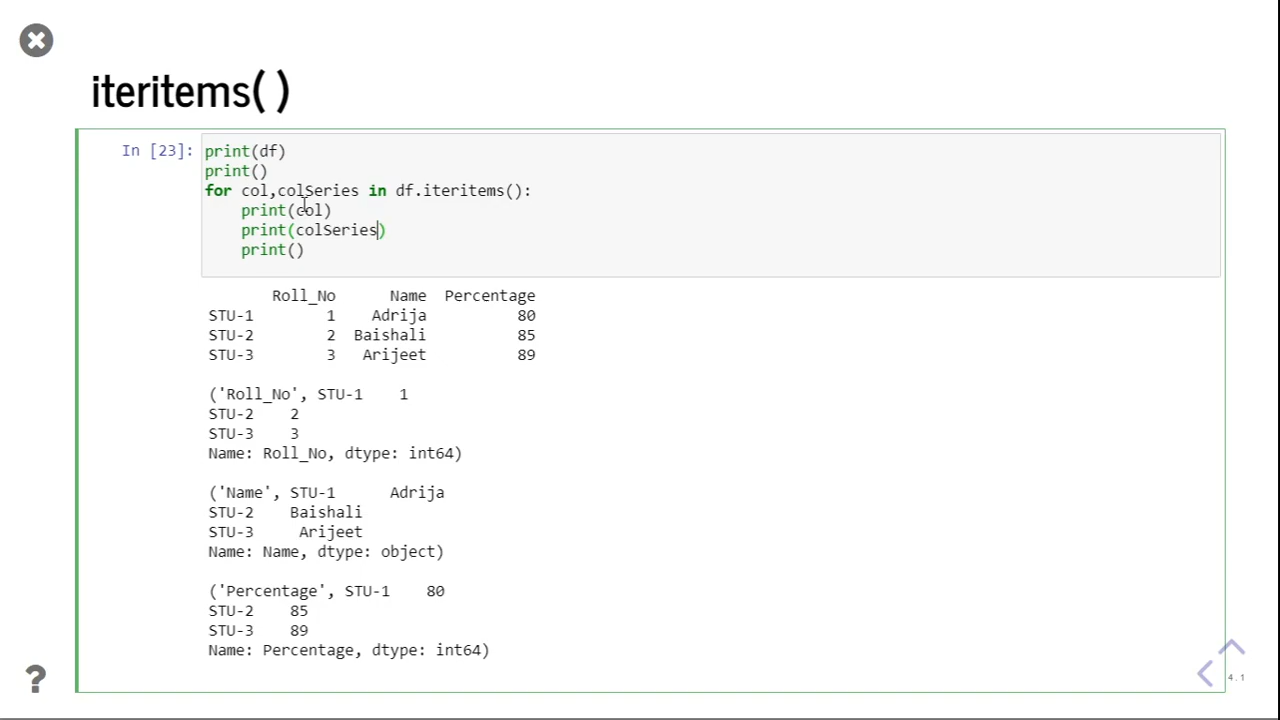 iteritems( )
In [23]:
print(df)
print()
for col,colSeries in df.iteritems():
    print(col)
    print(colSeries)
    print()
        Roll_No      Name  Percentage
STU-1        1    Adrija          80
STU-2        2  Baishali          85
STU-3        3   Arijeet          89
('Roll_No', STU-1    1
STU-2    2
STU-3    3
Name: Roll_No, dtype: int64)
('Name', STU-1      Adrija
STU-2    Baishali
STU-3     Arijeet
Name: Name, dtype: object)
('Percentage', STU-1    80
STU-2    85
STU-3    89
Name: Percentage, dtype: int64)
?
4.1